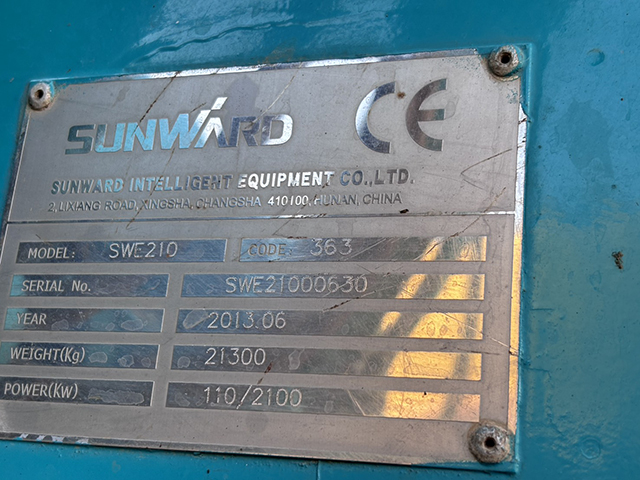 SUNWARD CE
SUNWARD INTELLIGENT EQUIPMENT CO.,LTD.
2, LIXIANG ROAD, XINGSHA, CHANGSHA 410100, HUNAN, CHINA
MODEL: SWE210 CODE: 363
SERIAL No. SWE21000630
YEAR 2013.06
WEIGHT(Kg) 21300
POWER(KW) 110/2100